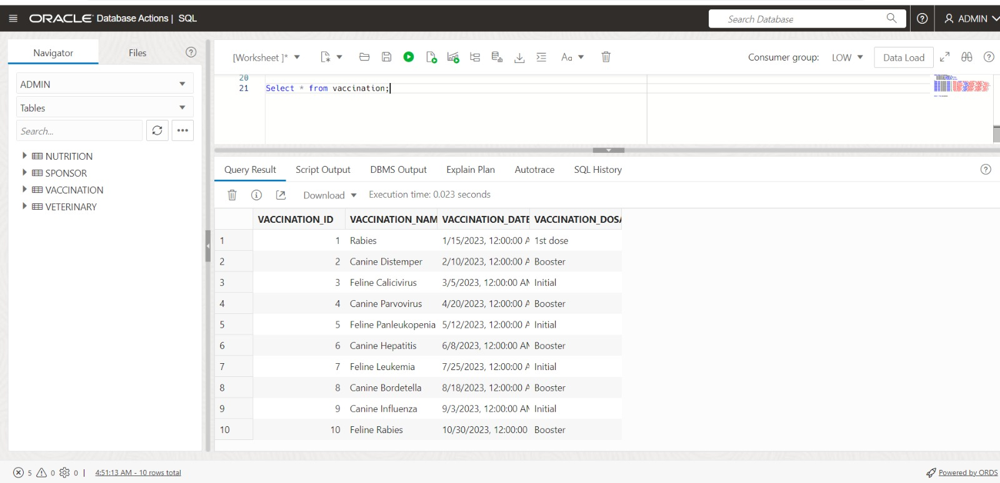 ORACLE Database Actions | SQL
Search Database
ADMIN
Navigator
Files
ADMIN
Tables
Search...
NUTRITION
SPONSOR
VACCINATION
VETERINARY
[Worksheet ]*
Aa
Consumer group: LOW
Data Load
20
21 Select * from vaccination;
Query Result Script Output DBMS Output Explain Plan Autotrace SQL History
Download Execution time: 0.023 seconds
VACCINATION_ID VACCINATION_NAM VACCINATION_DATE VACCINATION_DOSA
1 1 Rabies 1/15/2023, 12:00:00 A 1st dose
2 2 Canine Distemper 2/10/2023, 12:00:00 A Booster
3 3 Feline Calicivirus 3/5/2023, 12:00:00 AM Initial
4 4 Canine Parvovirus 4/20/2023, 12:00:00 A Booster
5 5 Feline Panleukopenia 5/12/2023, 12:00:00 A Initial
6 6 Canine Hepatitis 6/8/2023, 12:00:00 AM Booster
7 7 Feline Leukemia 7/25/2023, 12:00:00 A Initial
8 8 Canine Bordetella 8/18/2023, 12:00:00 A Booster
9 9 Canine Influenza 9/3/2023, 12:00:00 AM Initial
10 10 Feline Rabies 10/30/2023, 12:00:00 Booster
5 0 0 | 4:51:13 AM - 10 rows total
Powered by ORDS